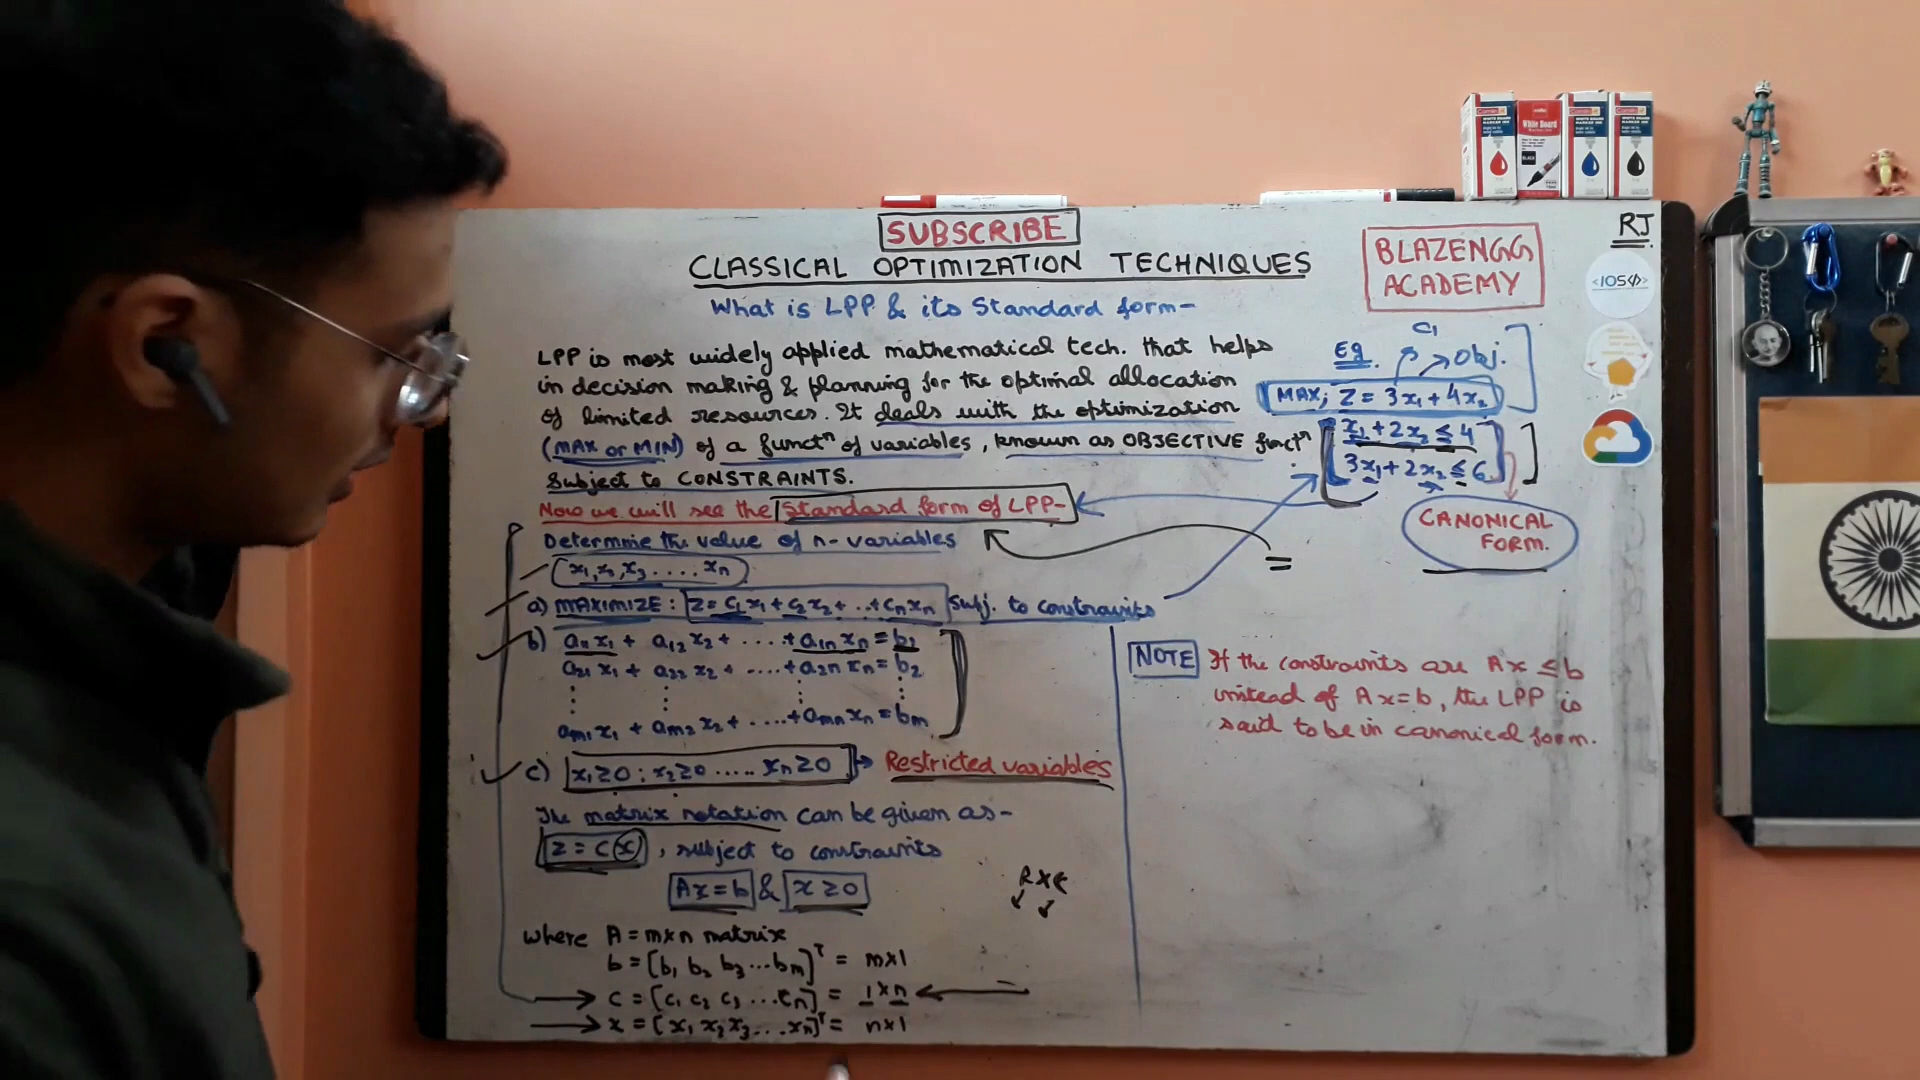 SUBSCRIBE
CLASSICAL OPTIMIZATION TECHNIQUES
What is LPP & its Standard form-
LPP is most widely applied mathematical tech. that helps
in decision making & planning for the optimal allocation
of limited resources. It deals with the optimization
(MAX or MIN) of a functⁿ of variables, known as OBJECTIVE functⁿ
Subject to CONSTRAINTS.
Now we will see the Standard form of LPP-
Determine the value of n-variables
x₁, x₂, x₃ .... xₙ
a) MAXIMIZE: Z = C₁x₁ + C₂x₂ + ..+ Cₙxₙ Subj. to constraints
b) a₁₁x₁ + a₁₂x₂ + .... + a₁ₙxₙ = b₁
a₂₁x₁ + a₂₂x₂ + .... + a₂ₙxₙ = b₂
aₘ₁x₁ + aₘ₂x₂ + .... + aₘₙxₙ = bₘ
c) x₁≥0 ; x₂≥0 ..... xₙ≥0 → Restricted variables
The matrix notation can be given as-
Z = C(x) , subject to constraints
Ax=b & x≥0
R×C
where A = m×n matrix
b = [b₁ b₂ b₃ ... bₘ]ᵀ = m×1
C = [C₁ C₂ C₃ ... Cₙ] = 1×n
x = [x₁ x₂ x₃ ... xₙ]ᵀ = n×1
BLAZENGG
ACADEMY
RJ
<IOS</>
C₁
Eg. Obj.
MAX; Z = 3x₁ + 4x₂
x₁ + 2x₂ ≤ 4
3x₁ + 2x₂ ≤ 6
CANONICAL
FORM.
=
NOTE If the constraints are Ax ≤ b
instead of Ax=b, the LPP is
said to be in canonical form.
White Board
BLACK